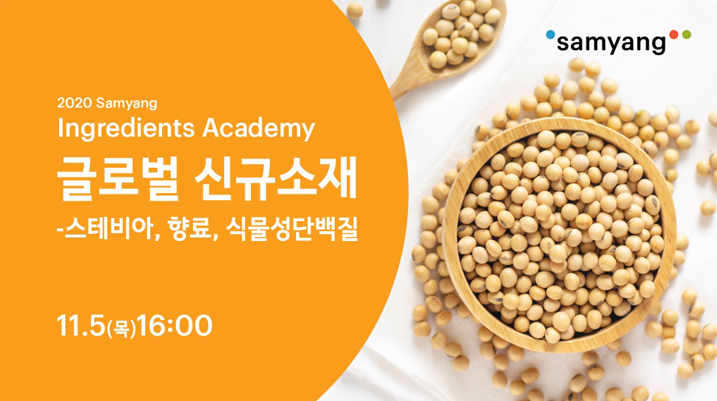 samyang
2020 Samyang
Ingredients Academy
글로벌 신규소재
-스테비아, 향료, 식물성단백질
11.5(목)16:00